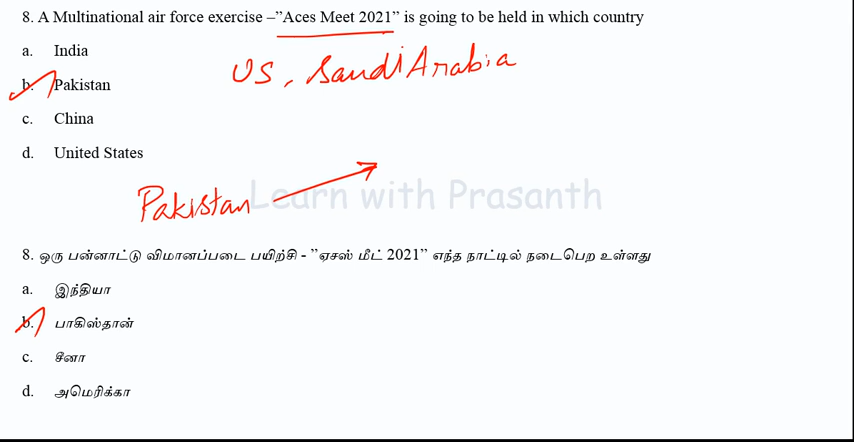 8. A Multinational air force exercise –”Aces Meet 2021” is going to be held in which country
a. India
US, Saudi Arabia
b. Pakistan
c. China
d. United States
Pakistan
Learn with Prasanth
8. ஒரு பன்னாட்டு விமானப்படை பயிற்சி - ”ஏசஸ் மீட் 2021” எந்த நாட்டில் நடைபெற உள்ளது
a. இந்தியா
b. பாகிஸ்தான்
c. சீனா
d. அமெரிக்கா